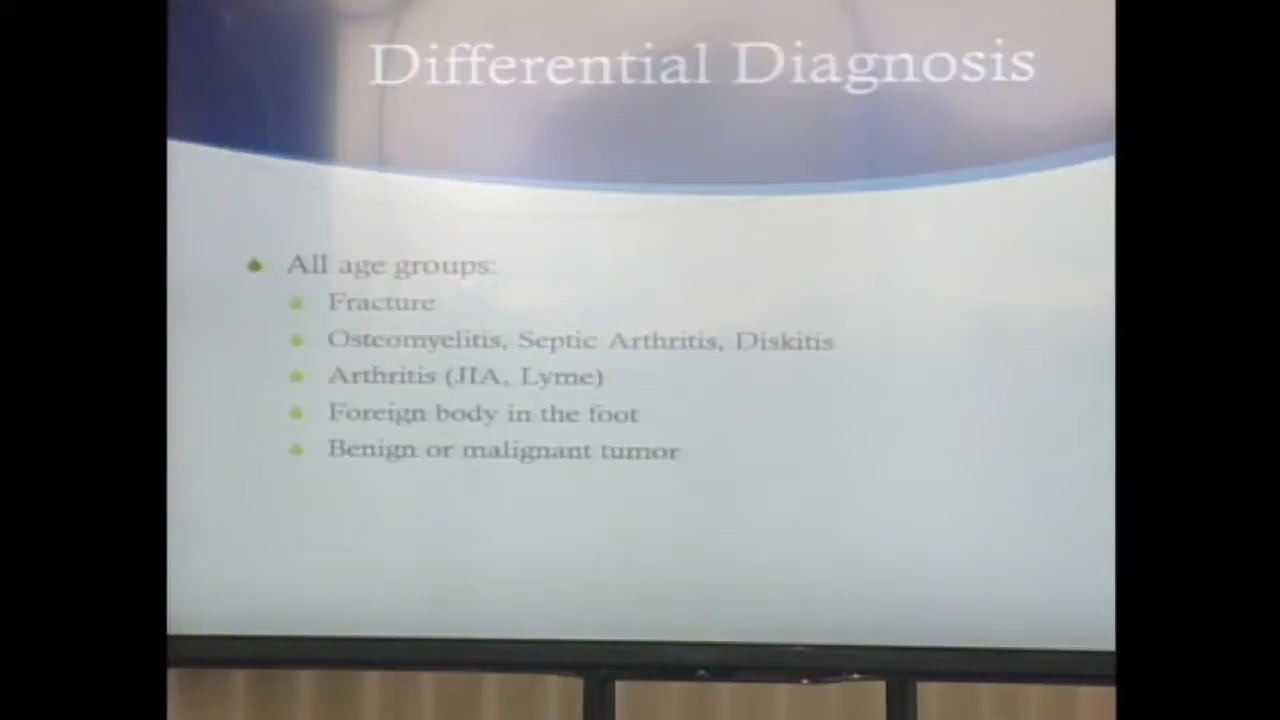 Differential Diagnosis
All age groups:
Fracture
Osteomyelitis, Septic Arthritis, Diskitis
Arthritis (JIA, Lyme)
Foreign body in the foot
Benign or malignant tumor